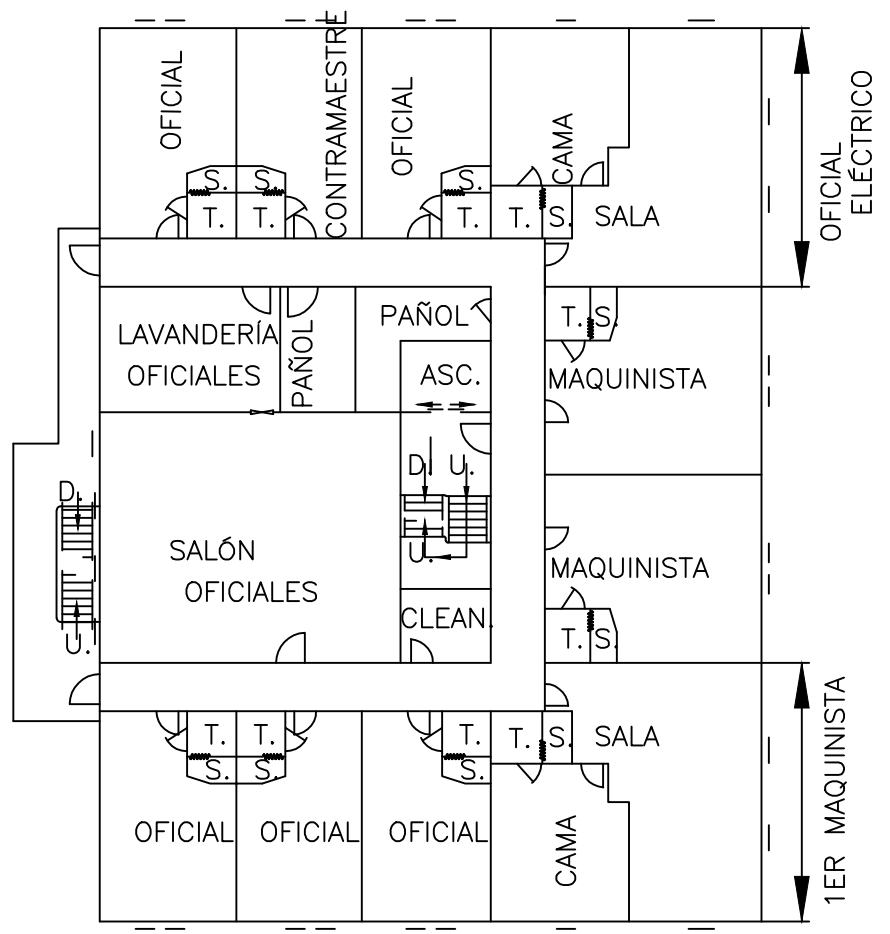 OFICIAL
CONTRAMAESTRE
OFICIAL
CAMA
OFICIAL
ELÉCTRICO
S.
S.
S.
T.
T.
T.
T.
S.
SALA
LAVANDERÍA
OFICIALES
PAÑOL
PAÑOL
T.
S.
ASC.
MAQUINISTA
D.
D.
U.
SALÓN
OFICIALES
U.
MAQUINISTA
CLEAN.
U.
T.
S.
T.
T.
T.
T.
S.
SALA
S.
S.
S.
OFICIAL
OFICIAL
OFICIAL
CAMA
1ER MAQUINISTA